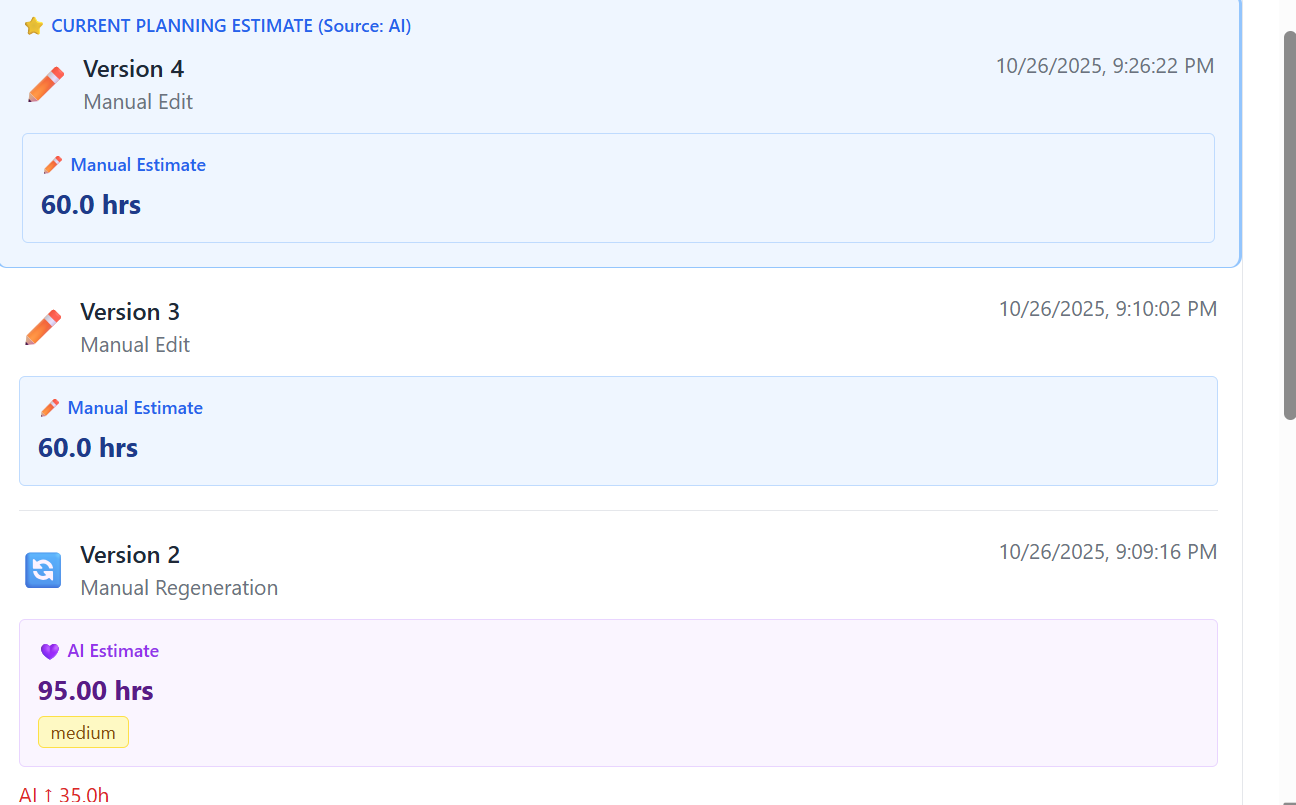 CURRENT PLANNING ESTIMATE (Source: AI)
Version 4
10/26/2025, 9:26:22 PM
Manual Edit
Manual Estimate
60.0 hrs
Version 3
10/26/2025, 9:10:02 PM
Manual Edit
Manual Estimate
60.0 hrs
Version 2
10/26/2025, 9:09:16 PM
Manual Regeneration
AI Estimate
95.00 hrs
medium
AI ↑ 35.0h